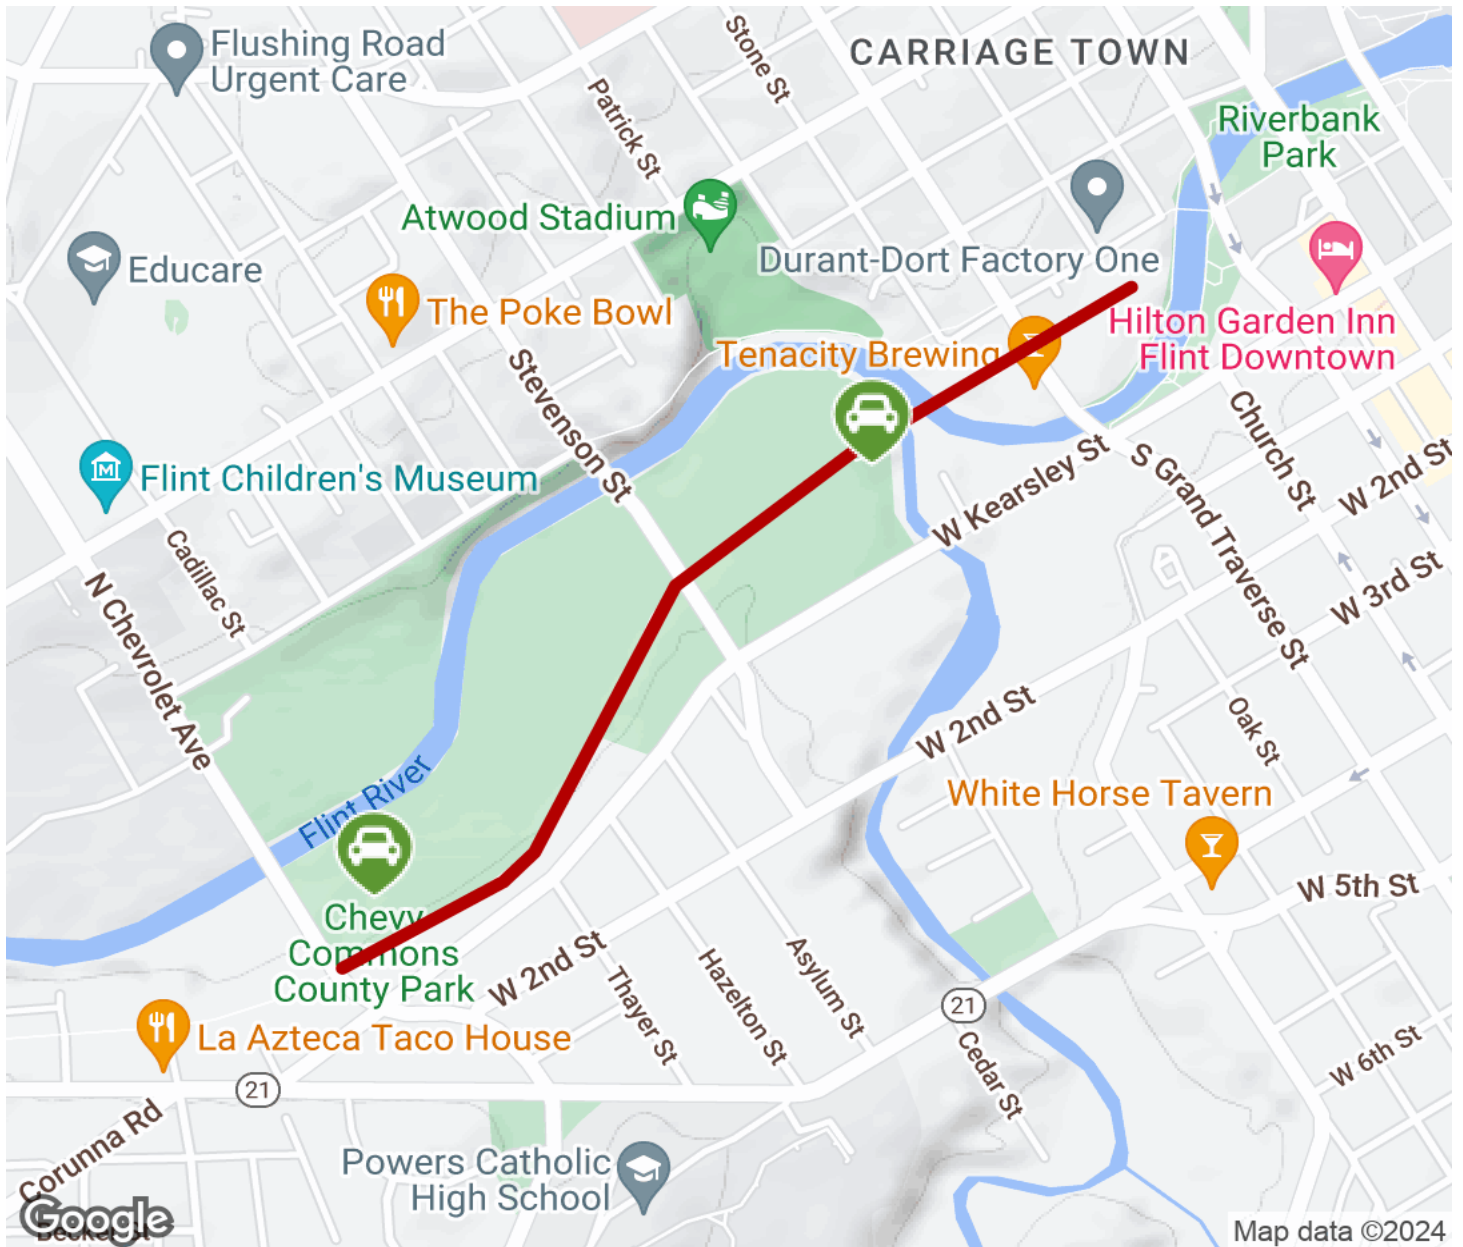 Flushing Road
Urgent Care
Stone St
CARRIAGE TOWN
Patrick St
Riverbank
Park
Atwood Stadium
Educare
Durant-Dort Factory One
The Poke Bowl
Hilton Garden Inn
Flint Downtown
Tenacity Brewing
Stevenson St
Church St
W 2nd St
Flint Children's Museum
W Kearsley St
S Grand Traverse St
Cadillac St
N Chevrolet Ave
W 3rd St
Oak St
W 2nd St
Flint River
White Horse Tavern
W 5th St
Chevy
Commons
County Park
W 2nd St
Thayer St
Hazelton St
Asylum St
21
La Azteca Taco House
Cedar St
W 6th St
21
Corunna Rd
Powers Catholic
High School
Google
Map data ©2024